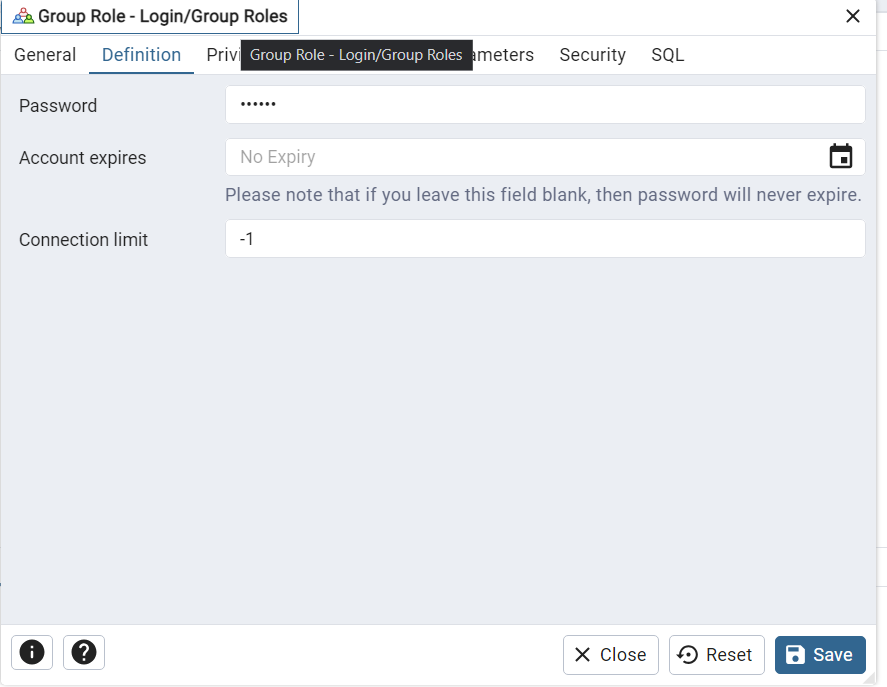 Group Role - Login/Group Roles
General Definition Group Role - Login/Group Roles Security SQL
Password ••••••
Account expires No Expiry
Please note that if you leave this field blank, then password will never expire.
Connection limit -1
Close Reset Save